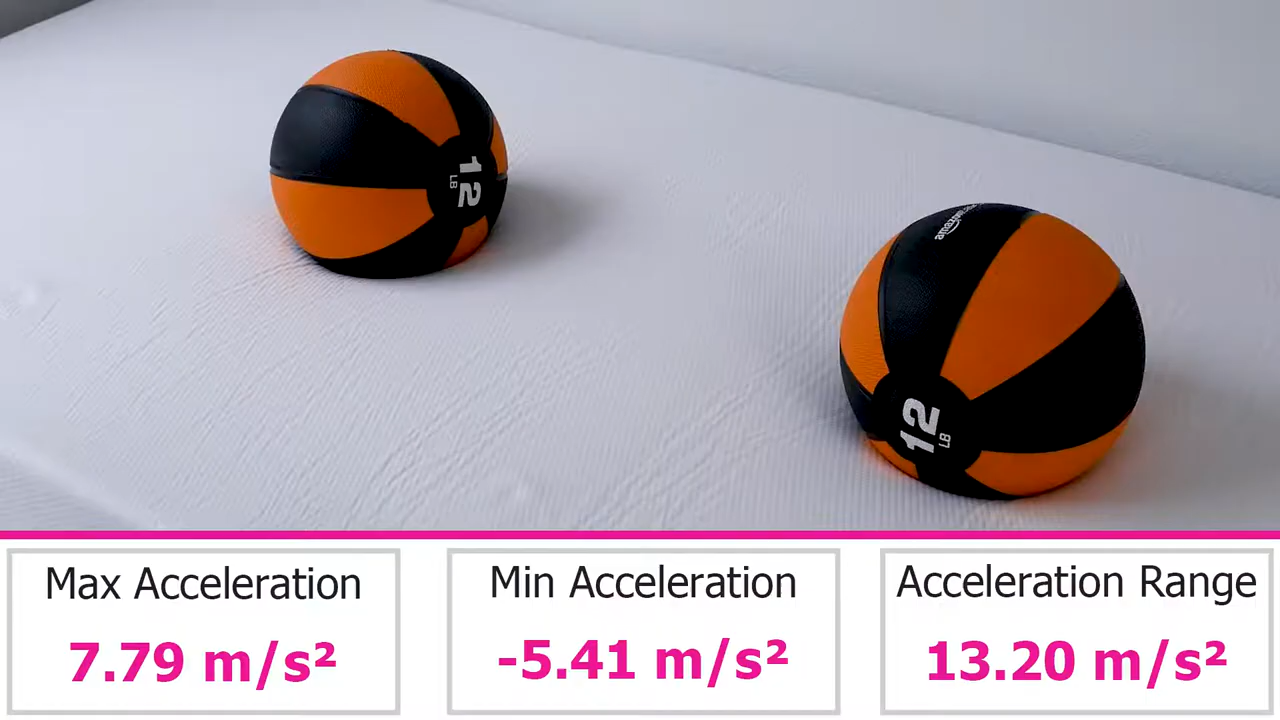 12
LB
amazon
12
LB
Max Acceleration
7.79 m/s²
Min Acceleration
-5.41 m/s²
Acceleration Range
13.20 m/s²